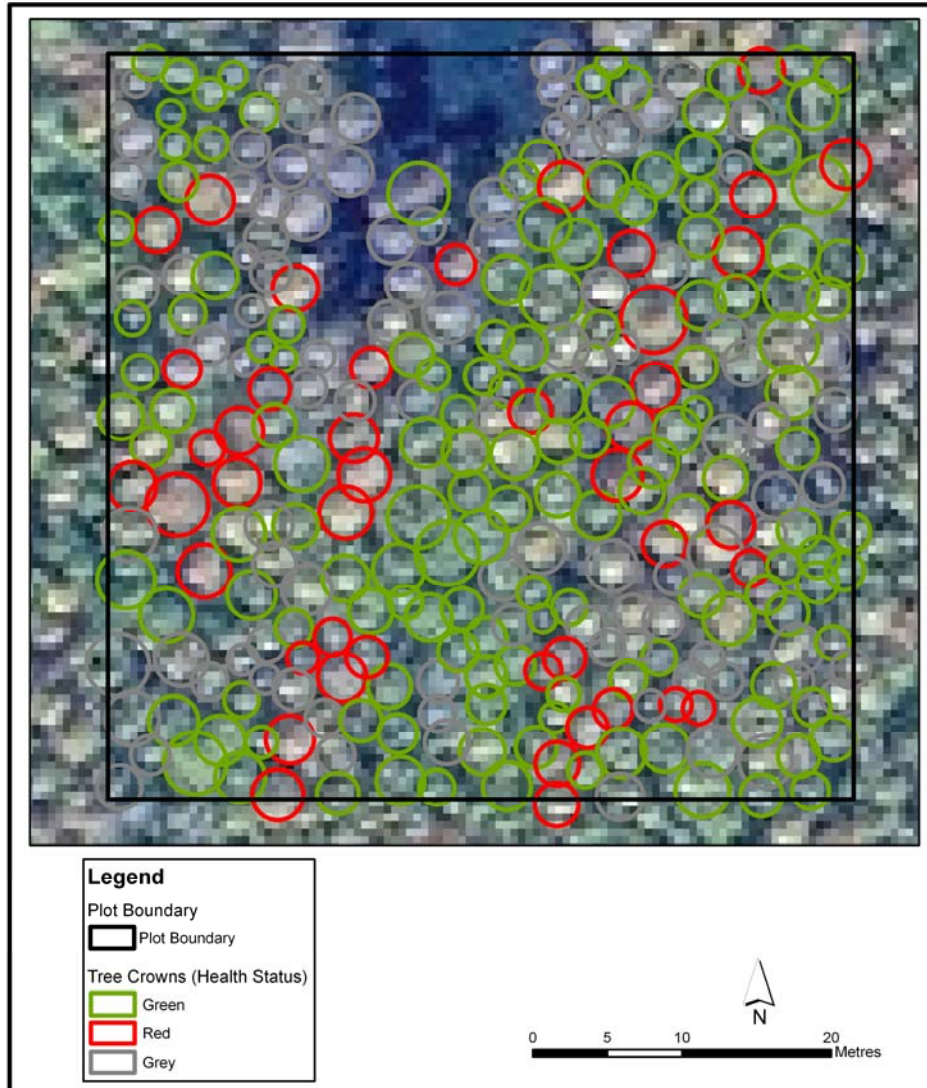 Legend
Plot Boundary
Plot Boundary
Tree Crowns (Health Status)
Green
Red
Grey
N
0 5 10 20
Metres